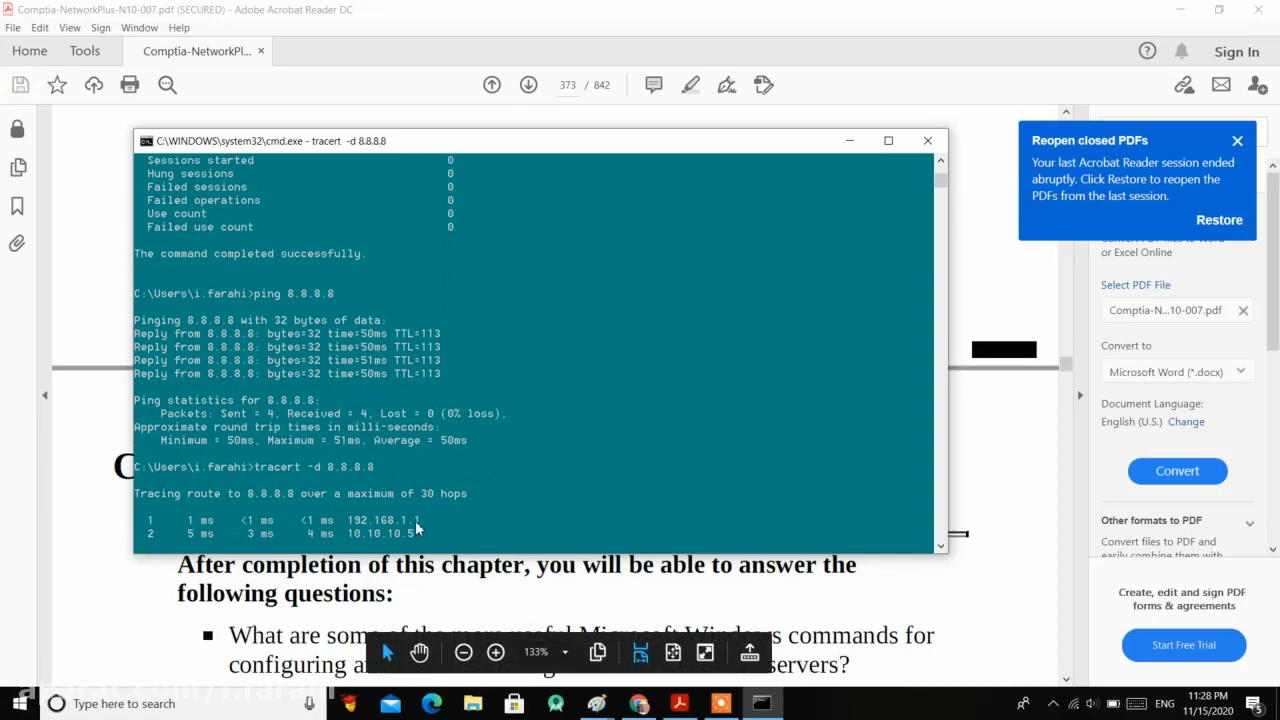 Comptia-NetworkPlus-N10-007.pdf (SECURED) - Adobe Acrobat Reader DC
File Edit View Sign Window Help
Home Tools Comptia-NetworkPl... × Sign In
373 / 842
C:\WINDOWS\system32\cmd.exe - tracert -d 8.8.8.8
Sessions started 0
Hung sessions 0
Failed sessions 0
Failed operations 0
Use count 0
Failed use count 0
The command completed successfully.
C:\Users\i.farahi>ping 8.8.8.8
Pinging 8.8.8.8 with 32 bytes of data:
Reply from 8.8.8.8: bytes=32 time=50ms TTL=113
Reply from 8.8.8.8: bytes=32 time=50ms TTL=113
Reply from 8.8.8.8: bytes=32 time=51ms TTL=113
Reply from 8.8.8.8: bytes=32 time=50ms TTL=113
Ping statistics for 8.8.8.8:
Packets: Sent = 4, Received = 4, Lost = 0 (0% loss),
Approximate round trip times in milli-seconds:
Minimum = 50ms, Maximum = 51ms, Average = 50ms
C:\Users\i.farahi>tracert -d 8.8.8.8
Tracing route to 8.8.8.8 over a maximum of 30 hops
1 1 ms <1 ms <1 ms 192.168.1.1
2 5 ms 3 ms 4 ms 10.10.10.5
Reopen closed PDFs
Your last Acrobat Reader session ended
abruptly. Click Restore to reopen the
PDFs from the last session.
Restore
or Excel Online
Select PDF File
Comptia-N...10-007.pdf
Convert to
Microsoft Word (*.docx)
Document Language:
English (U.S.) Change
Convert
Other formats to PDF
Convert files to PDF and
easily combine them with
Create, edit and sign PDF
forms & agreements
Start Free Trial
C
After completion of this chapter, you will be able to answer the
following questions:
What are some of the more useful Microsoft Windows commands for
configuring servers?
133%
Type here to search
ENG
11:28 PM
11/15/2020
5